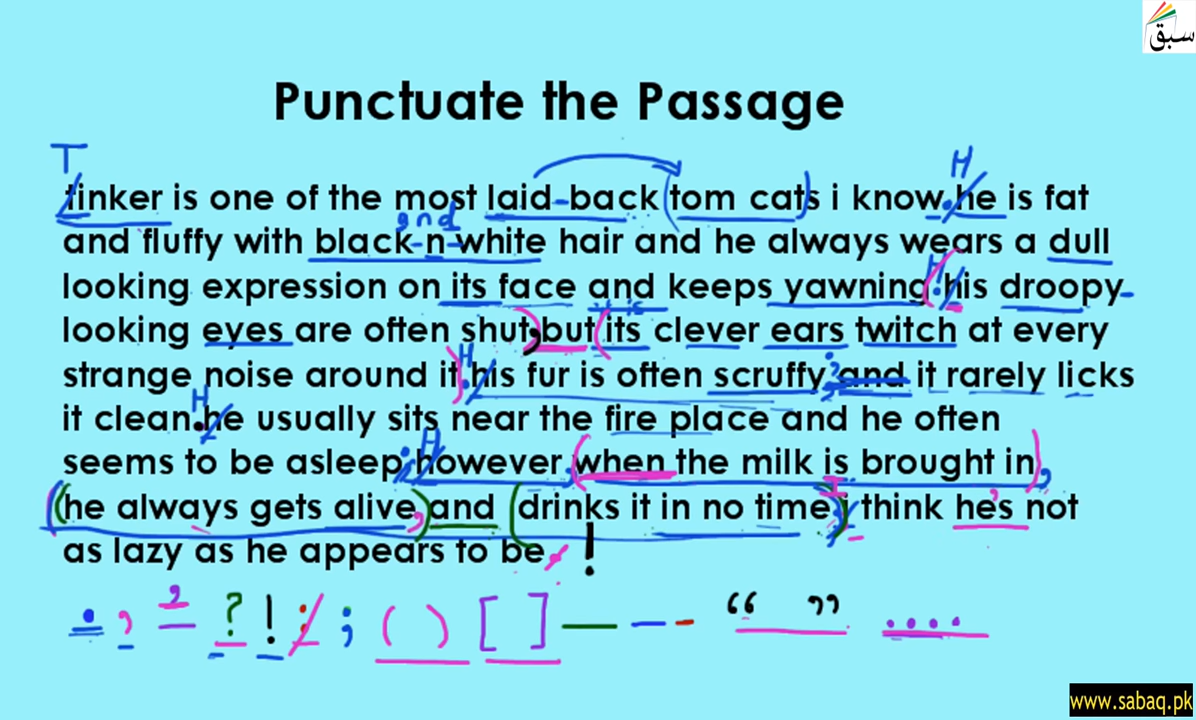 سبق
Punctuate the Passage
T
H
tinker is one of the most laid-back (tom cats) i know. he is fat
and
and fluffy with black-n-white hair and he always wears a dull
H
looking expression on its face and keeps yawning. (his droopy-
it is
looking eyes are often shut), but (its clever ears twitch at every
H
strange noise around it). his fur is often scruffy; and it rarely licks
H
it clean. he usually sits near the fire place and he often
H
seems to be asleep; however, (when the milk is brought in),
I
(he always gets alive,) and (drinks it in no time) i think he's not
as lazy as he appears to be. !
. , ' - ? ! : ; ( ) [ ] — - - “ ” ....
www.sabaq.pk